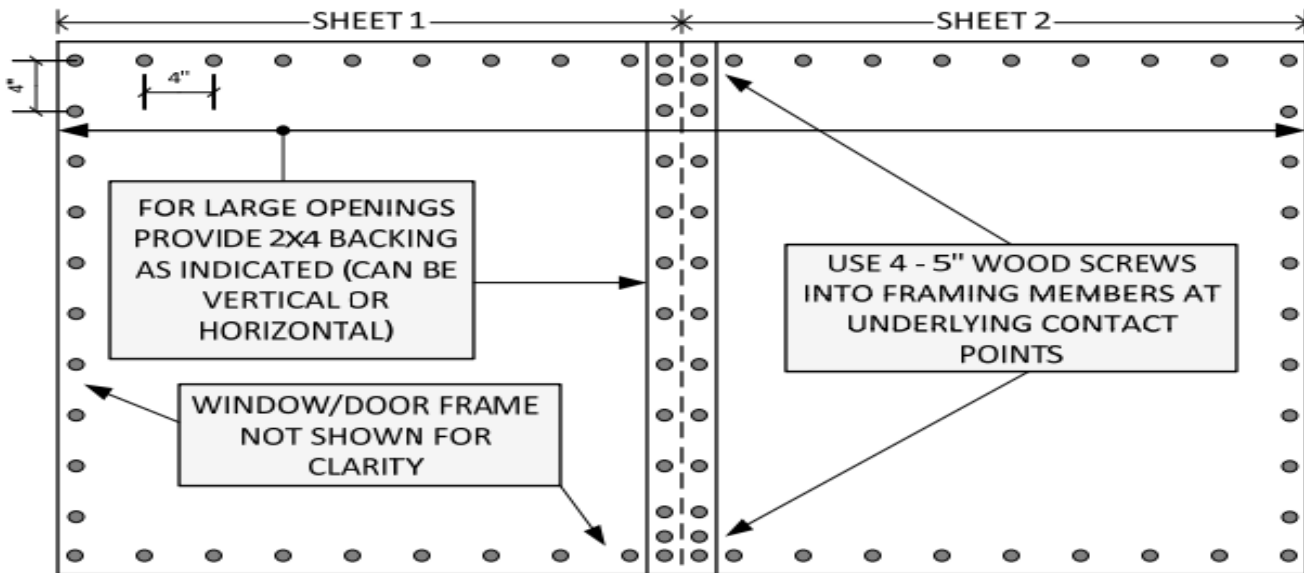 SHEET 1
SHEET 2
4"
4"
FOR LARGE OPENINGS
PROVIDE 2X4 BACKING
AS INDICATED (CAN BE
VERTICAL OR
HORIZONTAL)
USE 4 - 5" WOOD SCREWS
INTO FRAMING MEMBERS AT
UNDERLYING CONTACT
POINTS
WINDOW/DOOR FRAME
NOT SHOWN FOR
CLARITY